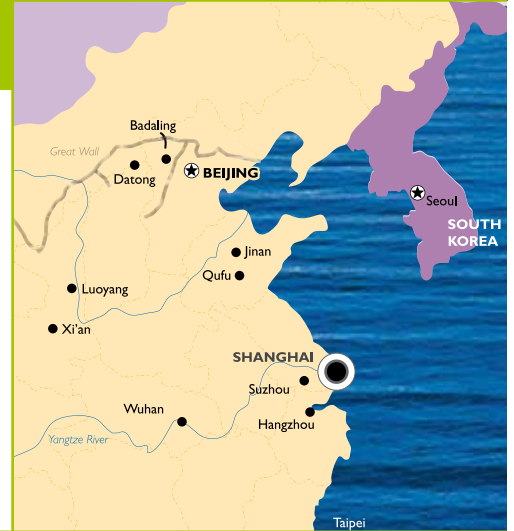 Badaling
Great Wall
Datong
BEIJING
Seoul
SOUTH
KOREA
Jinan
Qufu
Luoyang
Xi'an
SHANGHAI
Suzhou
Wuhan
Hangzhou
Yangtze River
Taipei